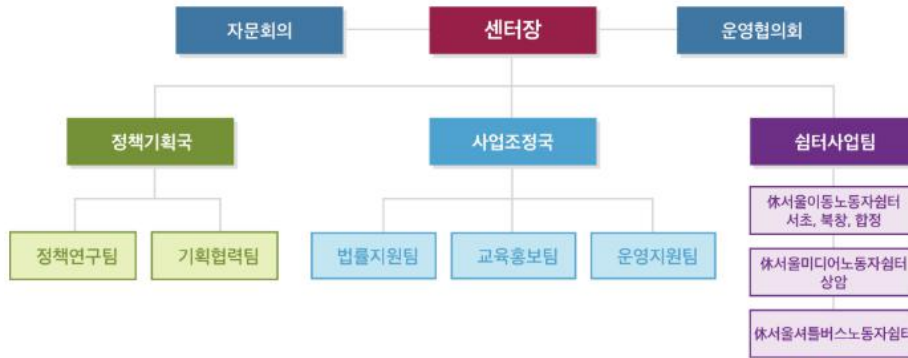 자문회의
센터장
운영협의회
정책기획국
사업조정국
쉼터사업팀
정책연구팀
기획협력팀
법률지원팀
교육홍보팀
운영지원팀
休서울이동노동자쉼터
서초, 북창, 합정
休서울미디어노동자쉼터
상암
休서울셔틀버스노동자쉼터